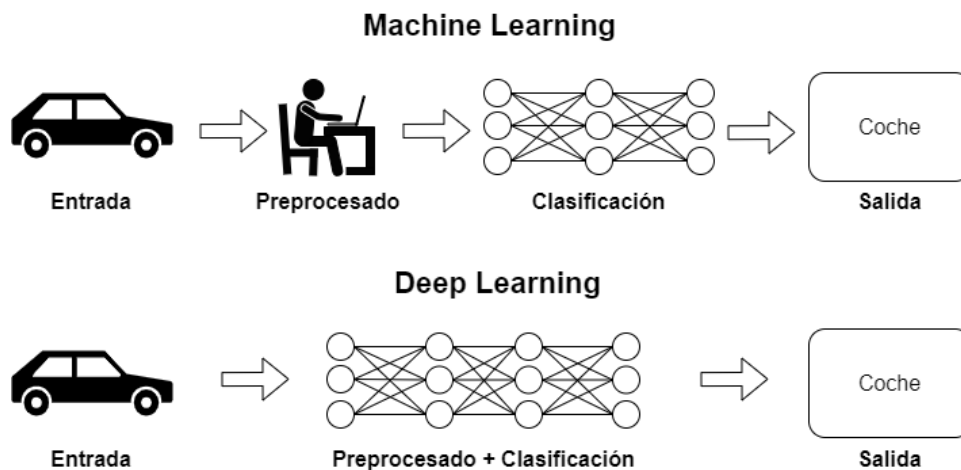 Machine Learning
Coche
Entrada
Preprocesado
Clasificación
Salida
Deep Learning
Coche
Entrada
Preprocesado + Clasificación
Salida